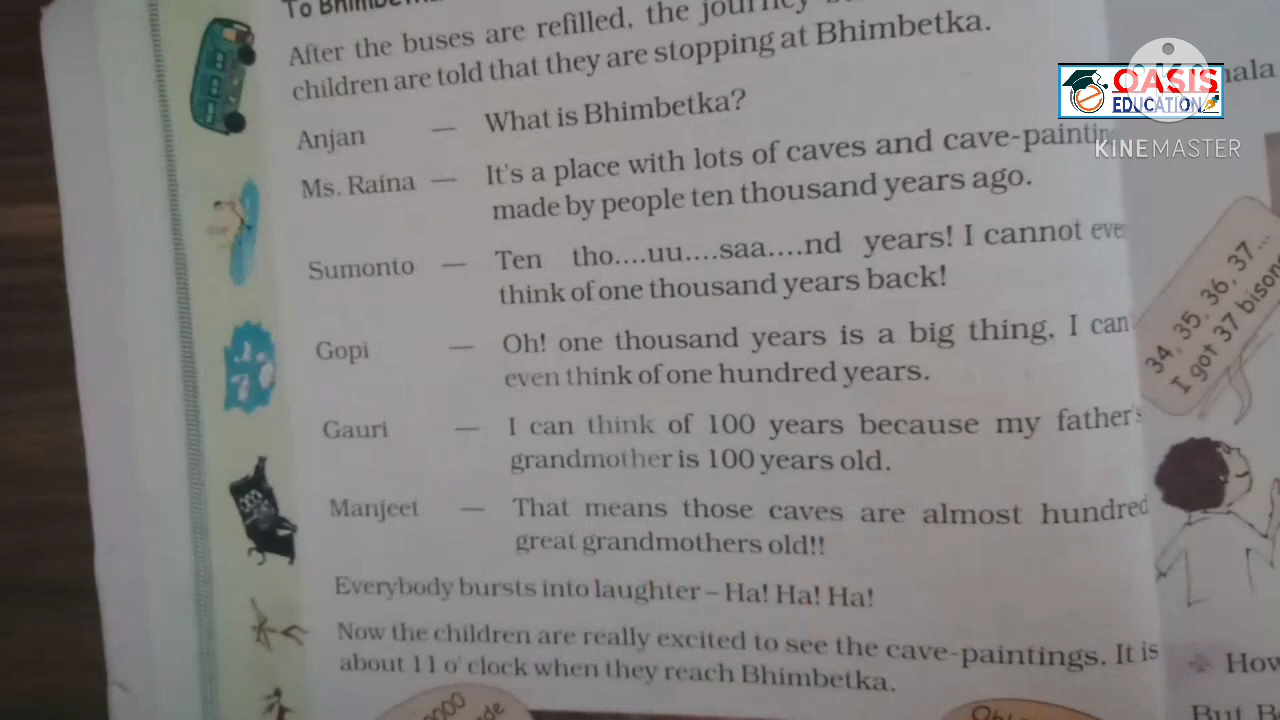 To
After the buses are refilled, the journey
children are told that they are stopping at Bhimbetka.
Anjan — What is Bhimbetka?
Ms. Raina — It's a place with lots of caves and
made by people ten thousand years ago.
Sumonto — Ten tho....uu....saa....nd years! I cannot
think of one thousand years back!
Gopi — Oh! one thousand years is a big thing, I can
even think of one hundred years.
Gauri — I can think of 100 years because my father's
grandmother is 100 years old.
Manjeet — That means those caves are almost hundred
great grandmothers old!!
Everybody bursts into laughter – Ha! Ha! Ha!
Now the children are really excited to see the cave-paintings. It is
about 11 o' clock when they reach Bhimbetka.
OASIS
EDUCATION
KINEMASTER
34, 35, 36, 37...
I got 37
But